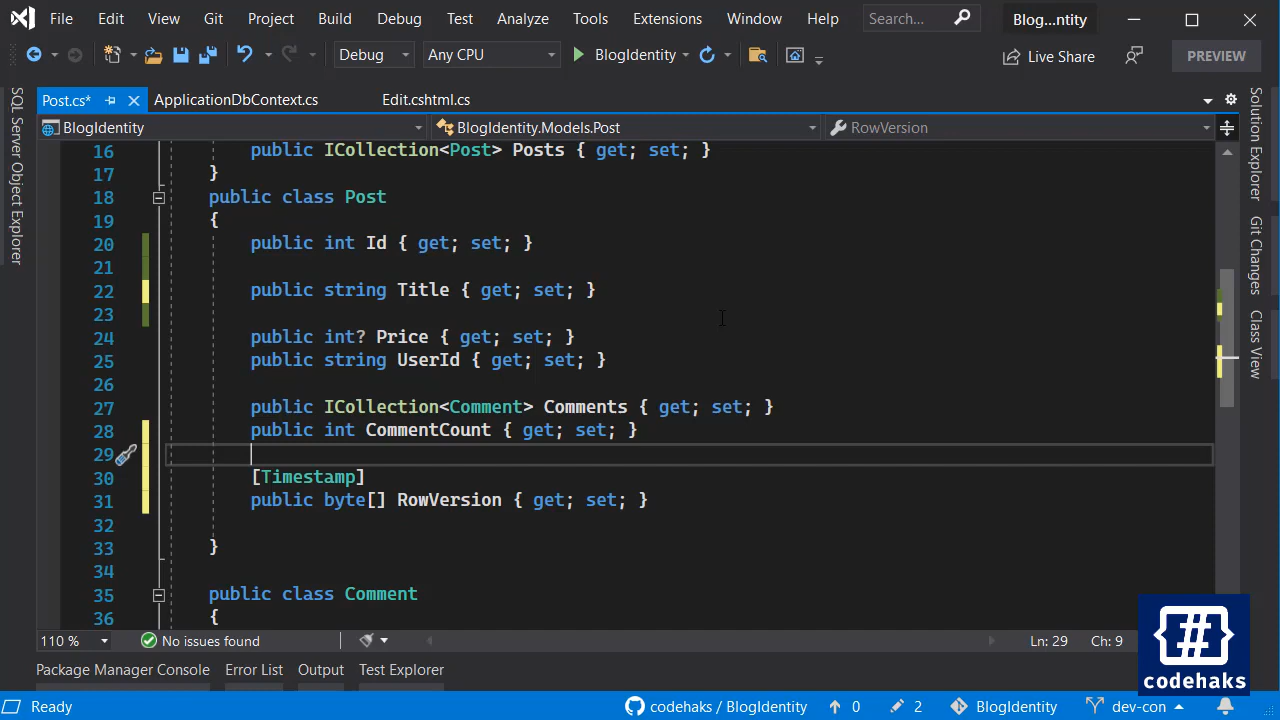 File Edit View Git Project Build Debug Test Analyze Tools Extensions Window Help Search... Blog...ntity
Debug Any CPU BlogIdentity Live Share PREVIEW
SQL Server Object Explorer
Post.cs* ApplicationDbContext.cs Edit.cshtml.cs
BlogIdentity BlogIdentity.Models.Post RowVersion
16 public ICollection<Post> Posts { get; set; }
17 }
18 public class Post
19 {
20 public int Id { get; set; }
21
22 public string Title { get; set; }
23
24 public int? Price { get; set; }
25 public string UserId { get; set; }
26
27 public ICollection<Comment> Comments { get; set; }
28 public int CommentCount { get; set; }
29
30 [Timestamp]
31 public byte[] RowVersion { get; set; }
32
33 }
34
35 public class Comment
36 {
Solution Explorer
Git Changes
Class View
110 % No issues found Ln: 29 Ch: 9
Package Manager Console Error List Output Test Explorer
{#}
codehaks
Ready codehaks / BlogIdentity 0 2 BlogIdentity dev-con